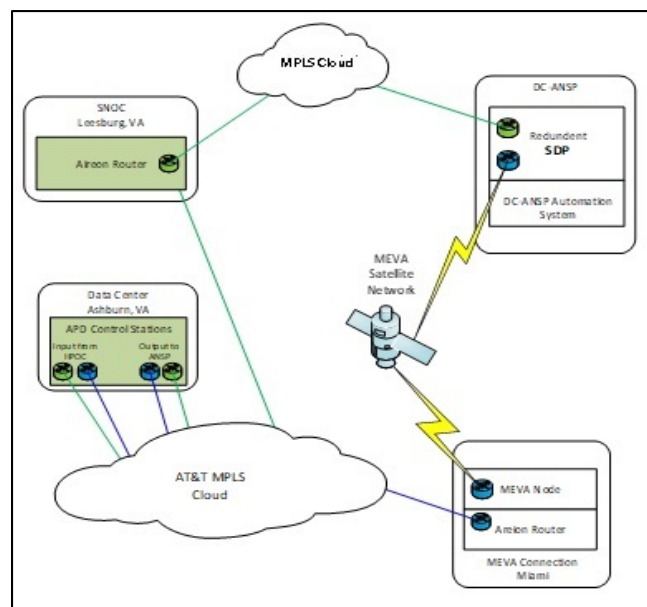 MPLS Cloud
SNOC
Leesburg, VA
Aireon Router
DC-ANSP
Redundent
SDP
DC-ANSP Automation
System
MEVA
Satellite
Network
Data Center
Ashburn, VA
APD Control Stations
Input from
HPOC
Output to
ANSP
AT&T MPLS
Cloud
MEVA Node
Areion Router
MEVA Connection
Miami